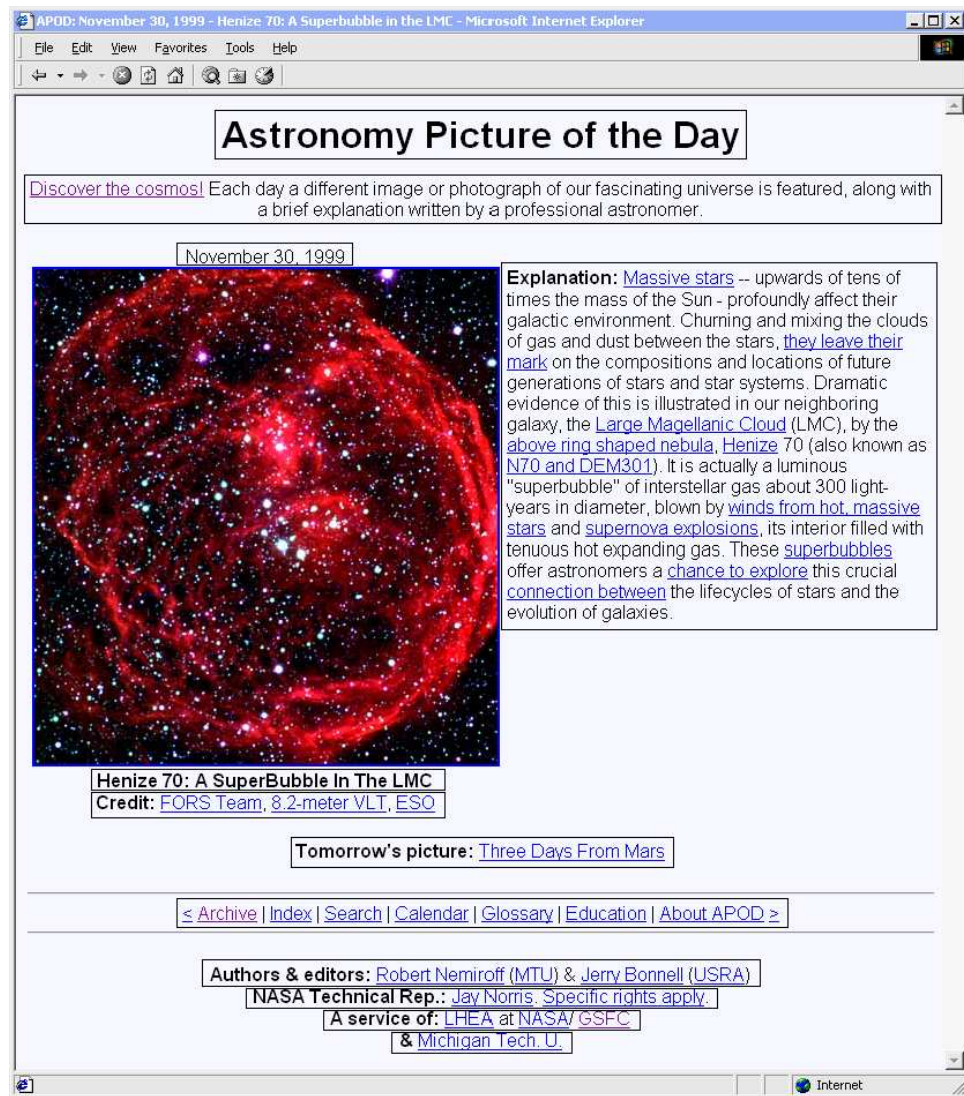 APOD: November 30, 1999 - Henize 70: A Superbubble in the LMC - Microsoft Internet Explorer
File Edit View Favorites Tools Help
Astronomy Picture of the Day
Discover the cosmos! Each day a different image or photograph of our fascinating universe is featured, along with
a brief explanation written by a professional astronomer.
November 30, 1999
Explanation: Massive stars -- upwards of tens of
times the mass of the Sun - profoundly affect their
galactic environment. Churning and mixing the clouds
of gas and dust between the stars, they leave their
mark on the compositions and locations of future
generations of stars and star systems. Dramatic
evidence of this is illustrated in our neighboring
galaxy, the Large Magellanic Cloud (LMC), by the
above ring shaped nebula, Henize 70 (also known as
N70 and DEM301). It is actually a luminous
"superbubble" of interstellar gas about 300 light-
years in diameter, blown by winds from hot, massive
stars and supernova explosions, its interior filled with
tenuous hot expanding gas. These superbubbles
offer astronomers a chance to explore this crucial
connection between the lifecycles of stars and the
evolution of galaxies.
Henize 70: A SuperBubble In The LMC
Credit: FORS Team, 8.2-meter VLT, ESO
Tomorrow's picture: Three Days From Mars
< Archive | Index | Search | Calendar | Glossary | Education | About APOD >
Authors & editors: Robert Nemiroff (MTU) & Jerry Bonnell (USRA)
NASA Technical Rep.: Jay Norris. Specific rights apply.
A service of: LHEA at NASA/ GSFC
& Michigan Tech. U.
Internet